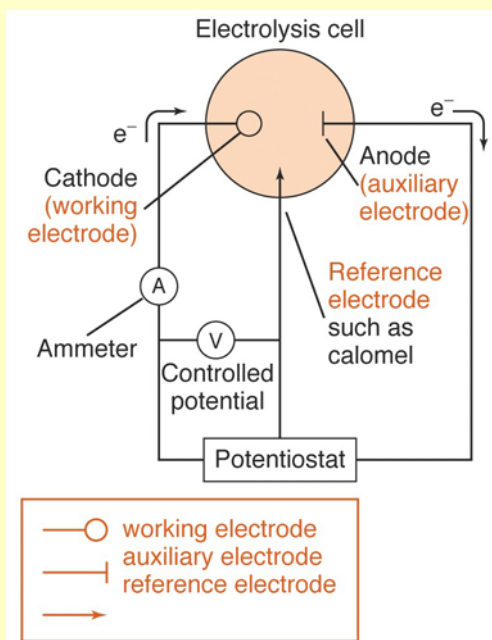 Electrolysis cell
e⁻
e⁻
Cathode
(working
electrode)
Anode
(auxiliary
electrode)
Reference
electrode
such as
calomel
A
Ammeter
V
Controlled
potential
Potentiostat
working electrode
auxiliary electrode
reference electrode